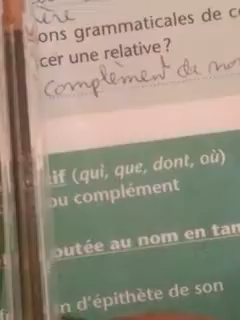 ons grammaticales de c
cer une relative ?
complément de no
if (qui, que, dont, où)
ou complément
outée au nom en tan
n d'épithète de son